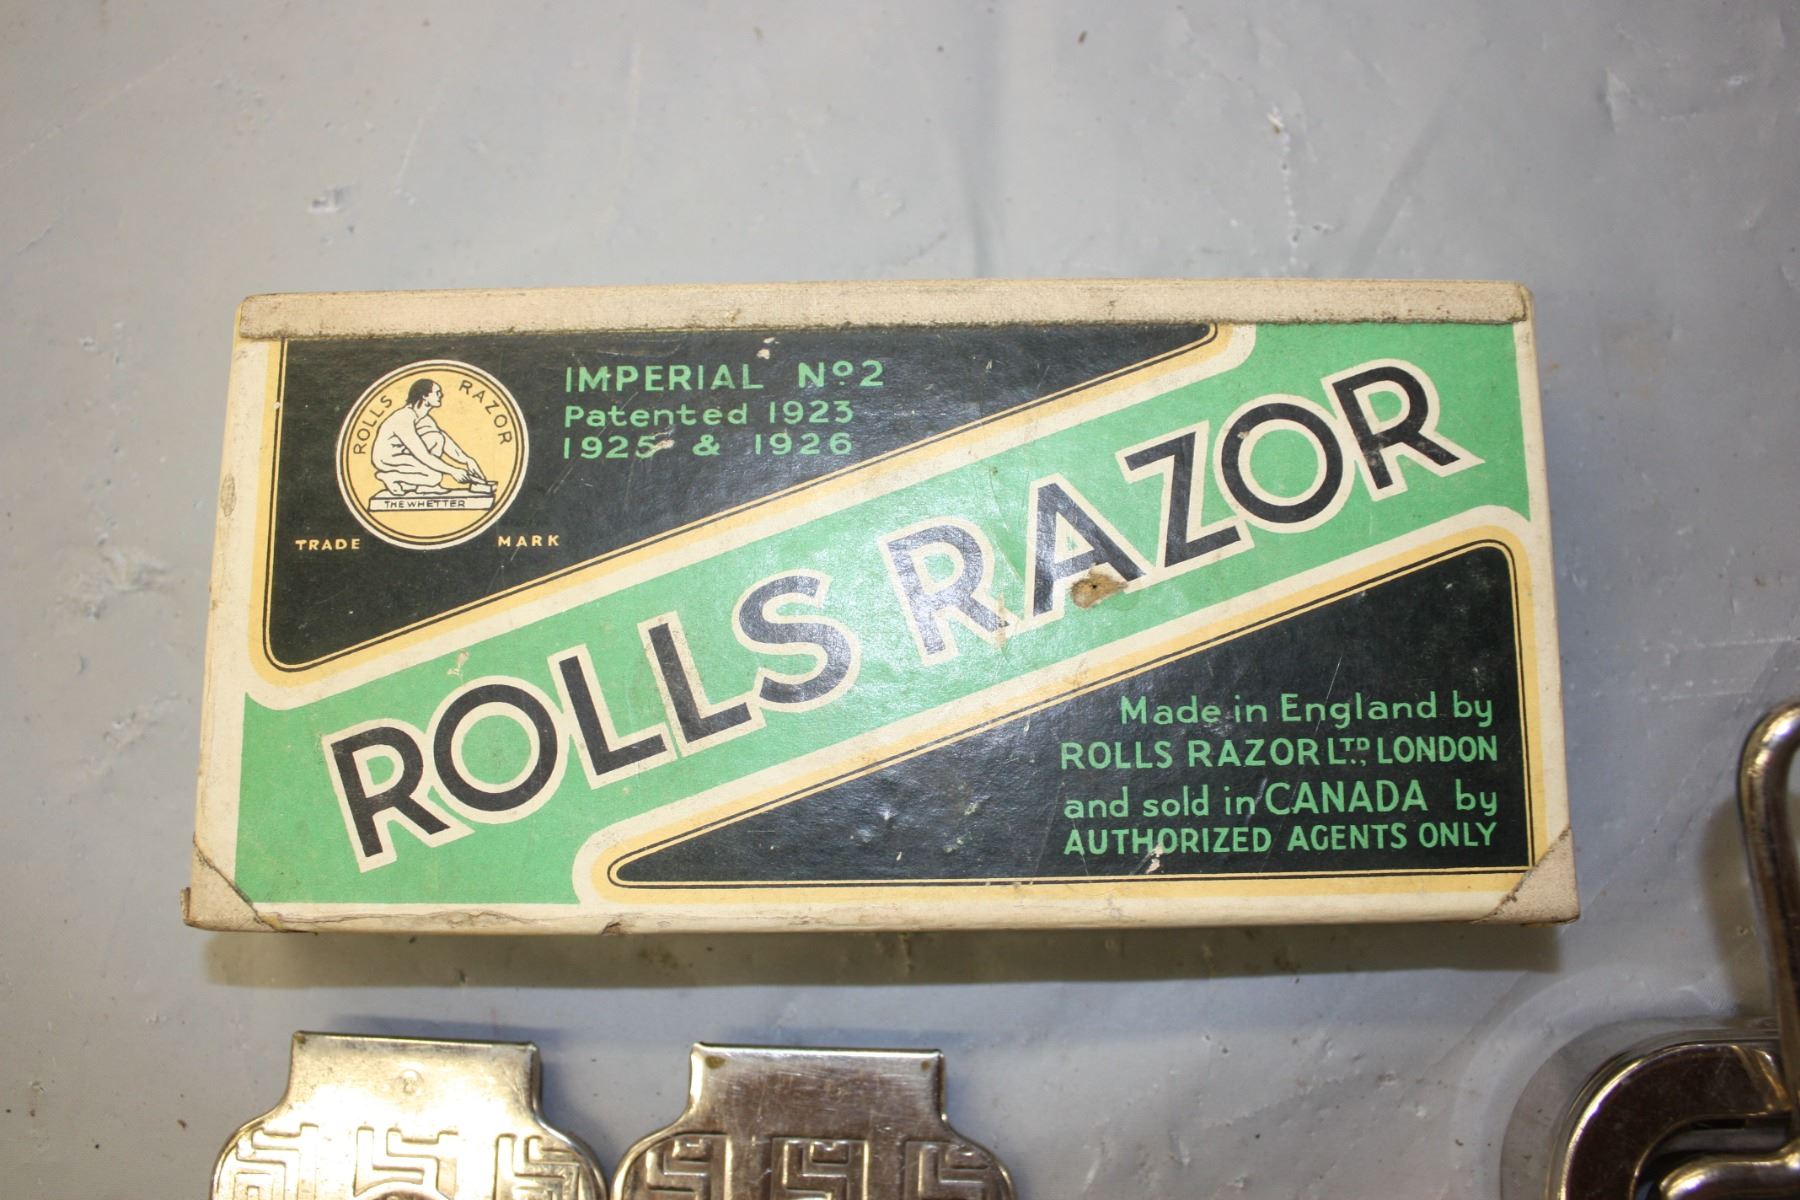 ROLLS RAZOR
THE WHETTER
TRADE MARK
IMPERIAL Nº2
Patented 1923
1925 & 1926
ROLLS RAZOR
Made in England by
ROLLS RAZOR LTD., LONDON
and sold in CANADA by
AUTHORIZED AGENTS ONLY